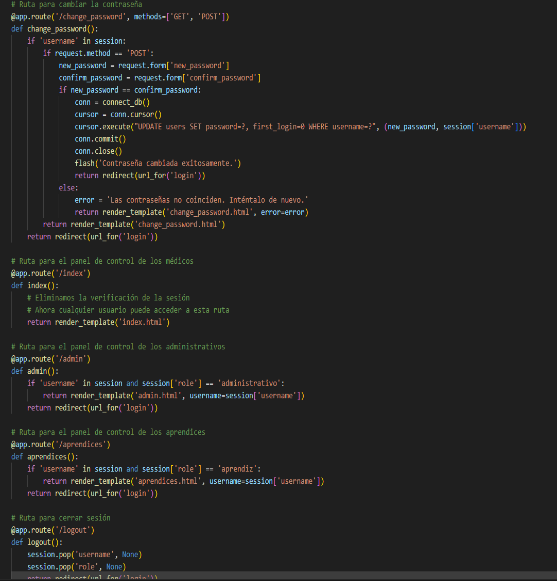 # Ruta para cambiar la contraseña
@app.route('/change_password', methods=['GET', 'POST'])
def change_password():
    if 'username' in session:
        if request.method == 'POST':
            new_password = request.form['new_password']
            confirm_password = request.form['confirm_password']
            if new_password == confirm_password:
                conn = connect_db()
                cursor = conn.cursor()
                cursor.execute("UPDATE users SET password=?, first_login=0 WHERE username=?", (new_password, session['username']))
                conn.commit()
                conn.close()
                flash('Contraseña cambiada exitosamente.')
                return redirect(url_for('login'))
            else:
                error = 'Las contraseñas no coinciden. Inténtalo de nuevo.'
                return render_template('change_password.html', error=error)
        return render_template('change_password.html')
    return redirect(url_for('login'))
# Ruta para el panel de control de los médicos
@app.route('/index')
def index():
    # Eliminamos la verificación de la sesión
    # Ahora cualquier usuario puede acceder a esta ruta
    return render_template('index.html')
# Ruta para el panel de control de los administrativos
@app.route('/admin')
def admin():
    if 'username' in session and session['role'] == 'administrativo':
        return render_template('admin.html', username=session['username'])
    return redirect(url_for('login'))
# Ruta para el panel de control de los aprendices
@app.route('/aprendices')
def aprendices():
    if 'username' in session and session['role'] == 'aprendiz':
        return render_template('aprendices.html', username=session['username'])
    return redirect(url_for('login'))
# Ruta para cerrar sesión
@app.route('/logout')
def logout():
    session.pop('username', None)
    session.pop('role', None)
    return redirect(url_for('login'))